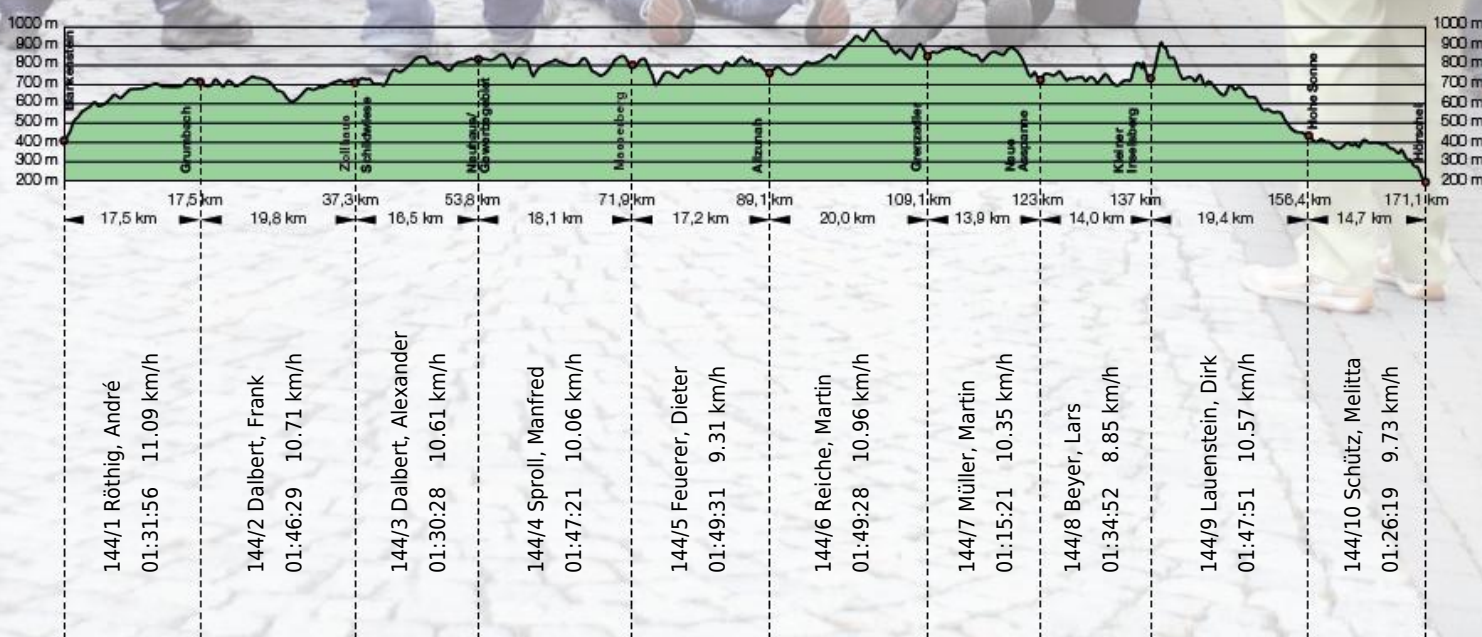 1000 m
900 m
800 m
700 m
600 m
500 m
400 m
300 m
200 m
1000 m
900 m
800 m
700 m
600 m
500 m
400 m
300 m
200 m
Blankenstein
Grumbach
Zollhaus
Schildwiese
Neuhaus/
Masserberg
Allzunah
Grenzadler
Neue
Ausspanne
Kleiner
Inselsberg
Hohe Sonne
Hörschel
17,5 km
37,3 km
53,8 km
71,9 km
89,1 km
109,1 km
123 km
137 km
156,4 km
171,1 km
17,5 km
19,8 km
16,5 km
18,1 km
17,2 km
20,0 km
13,9 km
14,0 km
19,4 km
14,7 km
144/1 Röthig, André
01:31:56 11.09 km/h
144/2 Dalbert, Frank
01:46:29 10.71 km/h
144/3 Dalbert, Alexander
01:30:28 10.61 km/h
144/4 Sproll, Manfred
01:47:21 10.06 km/h
144/5 Feuerer, Dieter
01:49:31 9.31 km/h
144/6 Reiche, Martin
01:49:28 10.96 km/h
144/7 Müller, Martin
01:15:21 10.35 km/h
144/8 Beyer, Lars
01:34:52 8.85 km/h
144/9 Lauenstein, Dirk
01:47:51 10.57 km/h
144/10 Schütz, Melitta
01:26:19 9.73 km/h